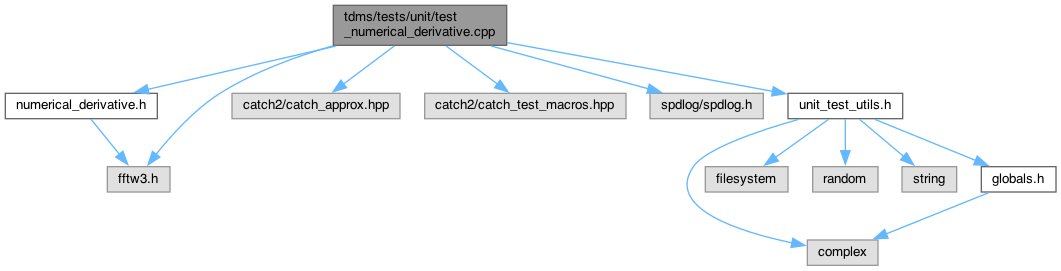 tdms/tests/unit/test
_numerical_derivative.cpp
numerical_derivative.h
catch2/catch_approx.hpp
catch2/catch_test_macros.hpp
spdlog/spdlog.h
unit_test_utils.h
fftw3.h
filesystem
random
string
globals.h
complex